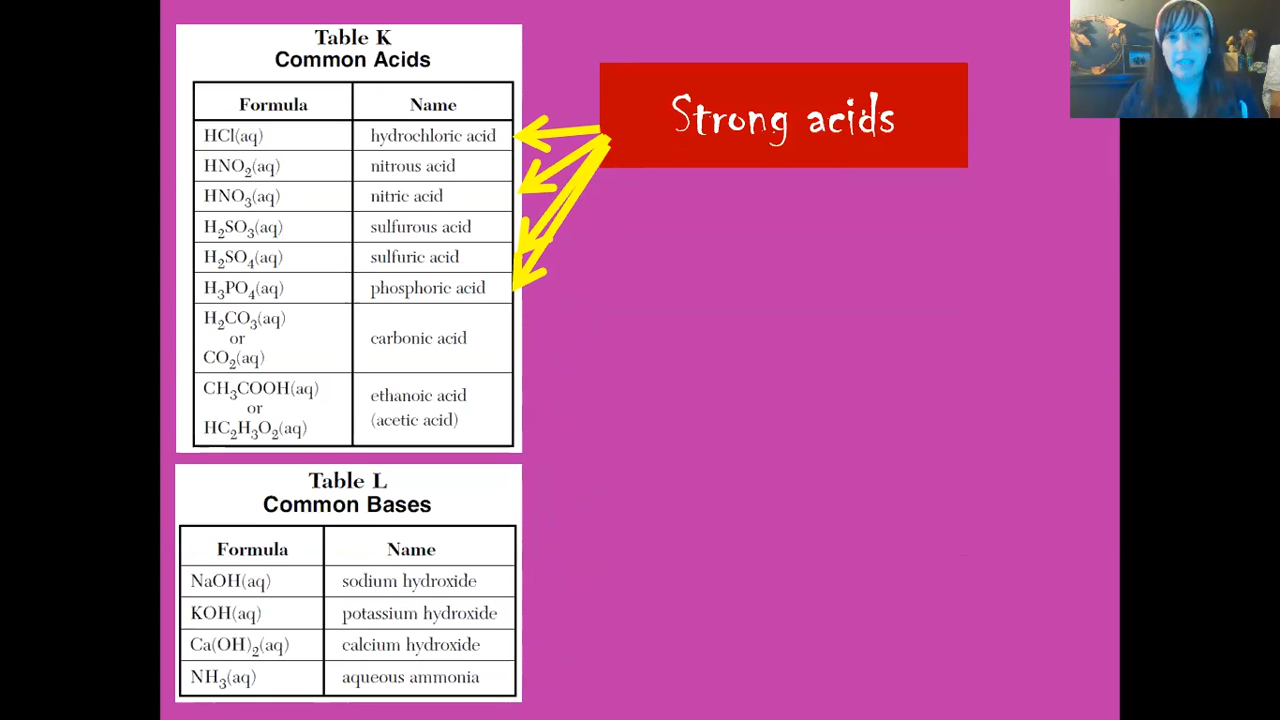 Table K
Common Acids
Formula Name
HCl(aq) hydrochloric acid
HNO₂(aq) nitrous acid
HNO₃(aq) nitric acid
H₂SO₃(aq) sulfurous acid
H₂SO₄(aq) sulfuric acid
H₃PO₄(aq) phosphoric acid
H₂CO₃(aq)
or
CO₂(aq)
carbonic acid
CH₃COOH(aq)
or
HC₂H₃O₂(aq)
ethanoic acid
(acetic acid)
Strong acids
Table L
Common Bases
Formula Name
NaOH(aq) sodium hydroxide
KOH(aq) potassium hydroxide
Ca(OH)₂(aq) calcium hydroxide
NH₃(aq) aqueous ammonia